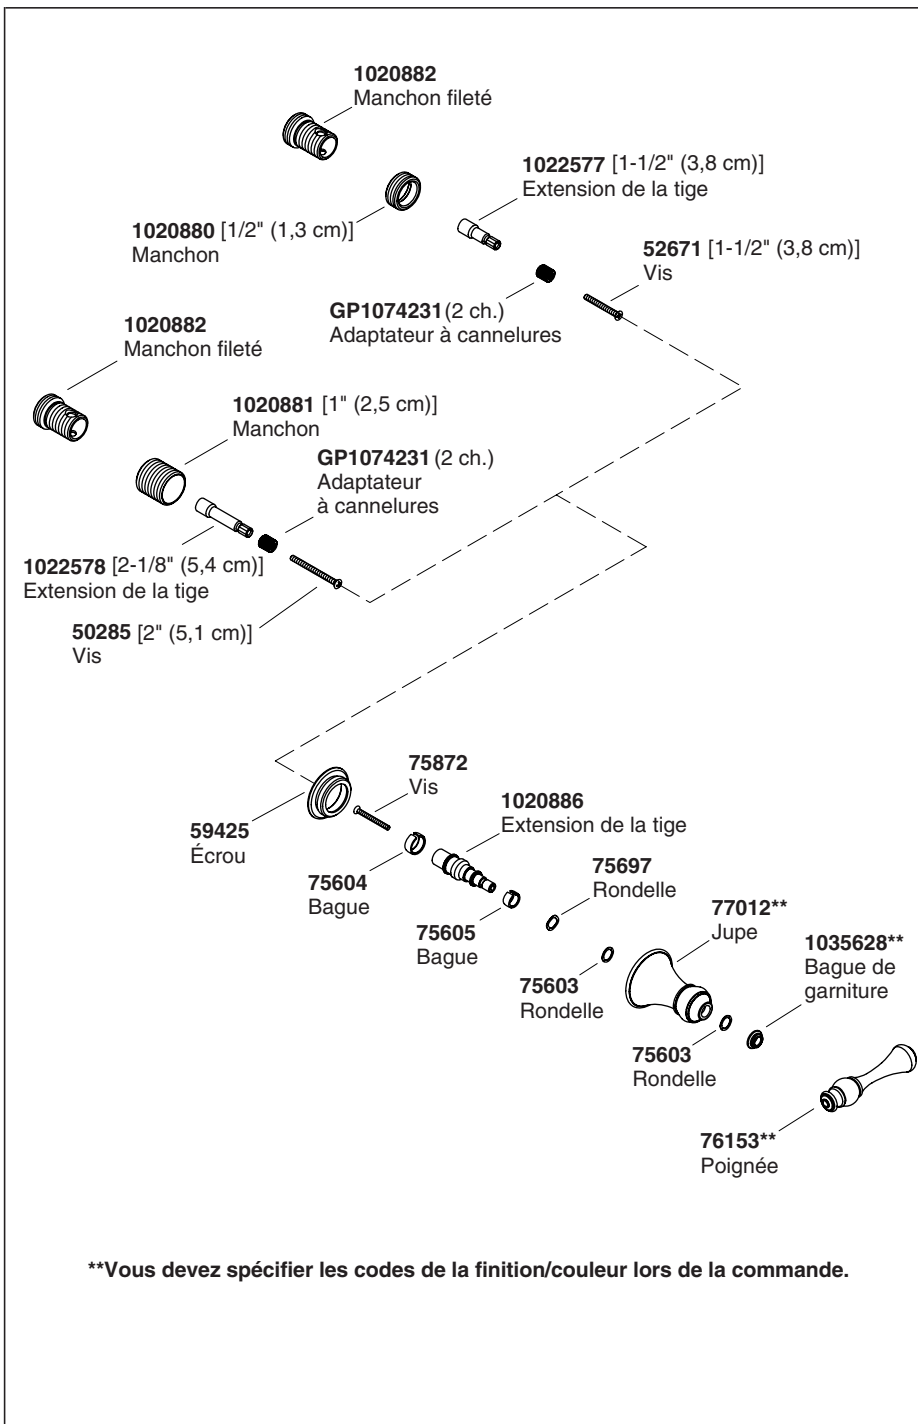 1020882
Manchon fileté
1022577 [1-1/2" (3,8 cm)]
Extension de la tige
1020880 [1/2" (1,3 cm)]
Manchon
52671 [1-1/2" (3,8 cm)]
Vis
GP1074231 (2 ch.)
Adaptateur à cannelures
1020882
Manchon fileté
1020881 [1" (2,5 cm)]
Manchon
GP1074231 (2 ch.)
Adaptateur
à cannelures
1022578 [2-1/8" (5,4 cm)]
Extension de la tige
50285 [2" (5,1 cm)]
Vis
75872
Vis
1020886
Extension de la tige
59425
Écrou
75604
Bague
75697
Rondelle
75605
Bague
77012**
Jupe
1035628**
Bague de
garniture
75603
Rondelle
75603
Rondelle
76153**
Poignée
**Vous devez spécifier les codes de la finition/couleur lors de la commande.